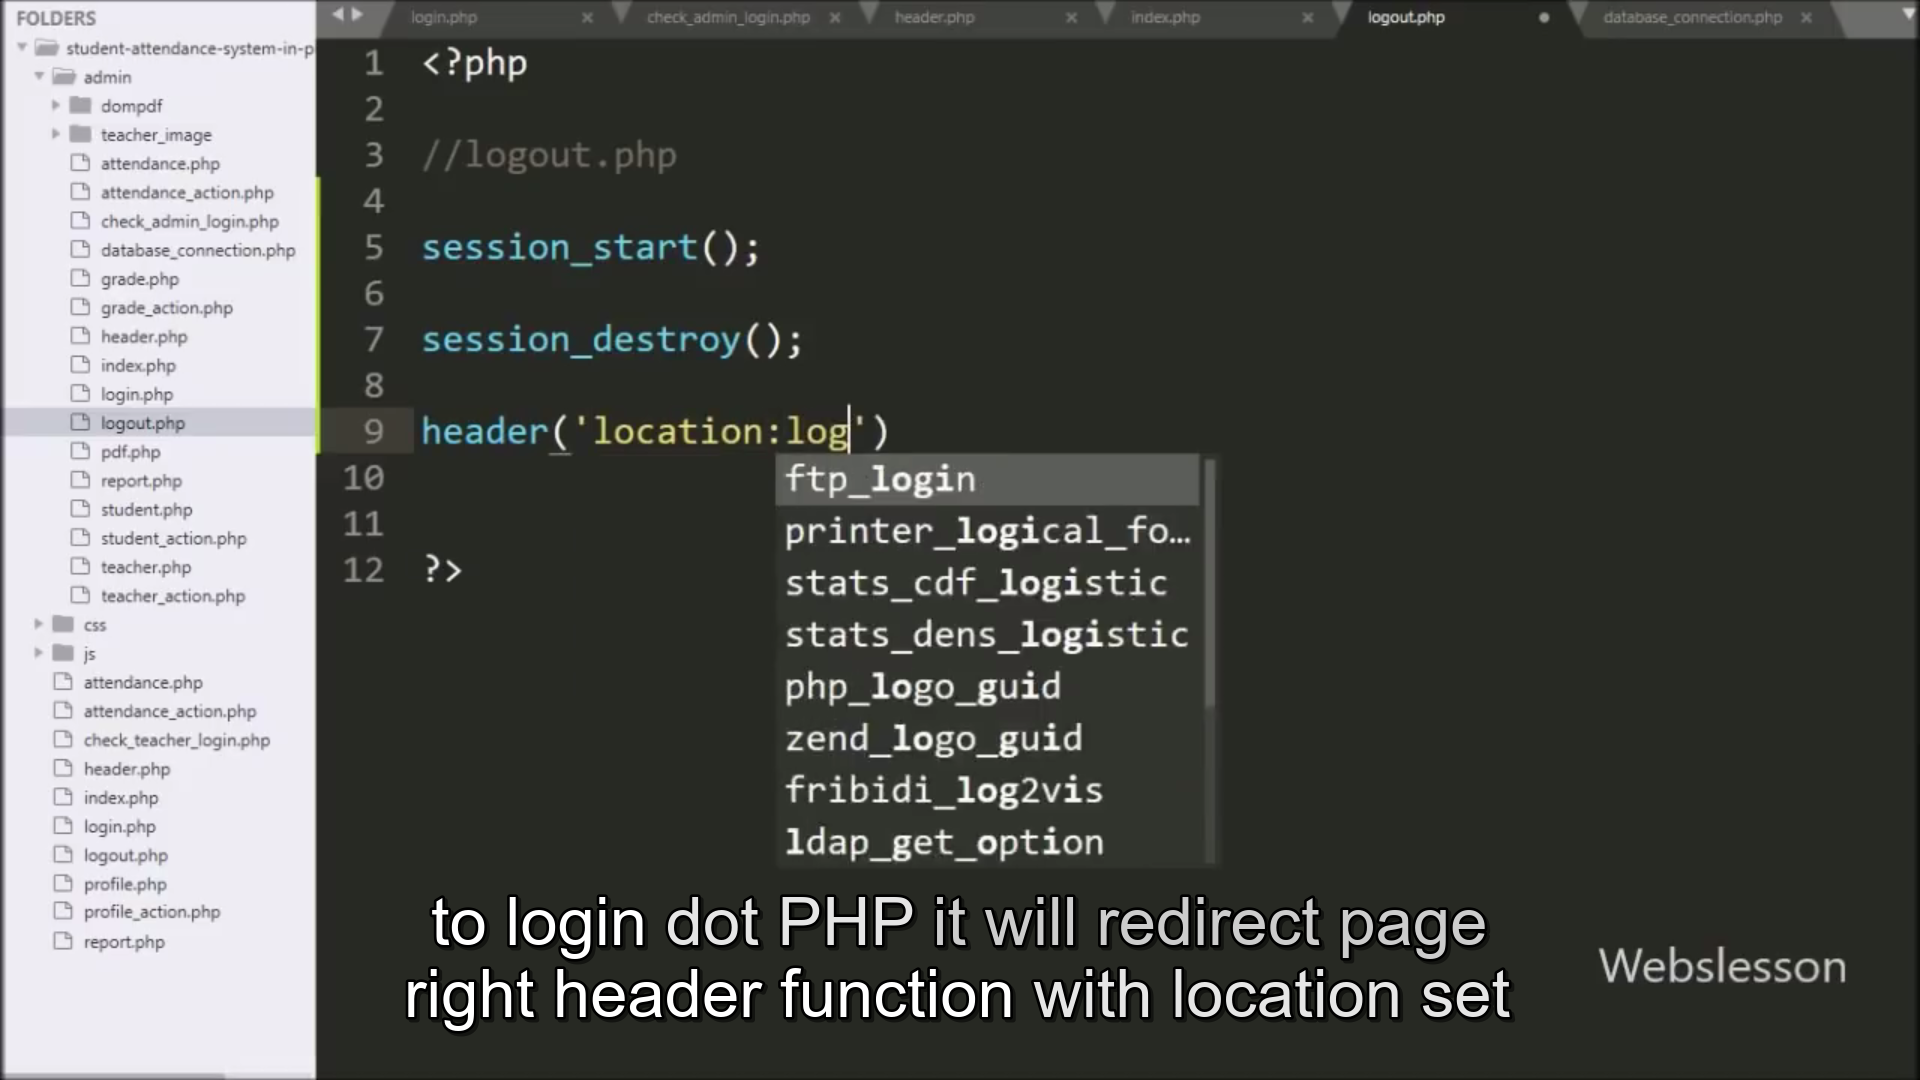 FOLDERS
student-attendance-system-in-p
admin
dompdf
teacher_image
attendance.php
attendance_action.php
check_admin_login.php
database_connection.php
grade.php
grade_action.php
header.php
index.php
login.php
logout.php
pdf.php
report.php
student.php
student_action.php
teacher.php
teacher_action.php
css
js
attendance.php
attendance_action.php
check_teacher_login.php
header.php
index.php
login.php
logout.php
profile.php
profile_action.php
report.php
login.php
check_admin_login.php
header.php
index.php
logout.php
database_connection.php
1 <?php
2
3 //logout.php
4
5 session_start();
6
7 session_destroy();
8
9 header('location:log')
10
11
12 ?>
ftp_login
printer_logical_fo...
stats_cdf_logistic
stats_dens_logistic
php_logo_guid
zend_logo_guid
fribidi_log2vis
ldap_get_option
to login dot PHP it will redirect page
right header function with location set
Webslesson